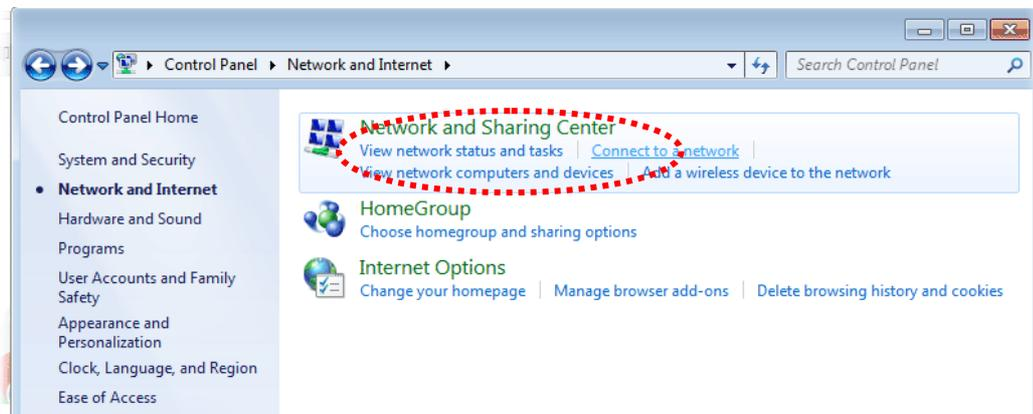 Control Panel Network and Internet Search Control Panel
Control Panel Home
System and Security
Network and Internet
Hardware and Sound
Programs
User Accounts and Family
Safety
Appearance and
Personalization
Clock, Language, and Region
Ease of Access
Network and Sharing Center
View network status and tasks Connect to a network
View network computers and devices Add a wireless device to the network
HomeGroup
Choose homegroup and sharing options
Internet Options
Change your homepage Manage browser add-ons Delete browsing history and cookies